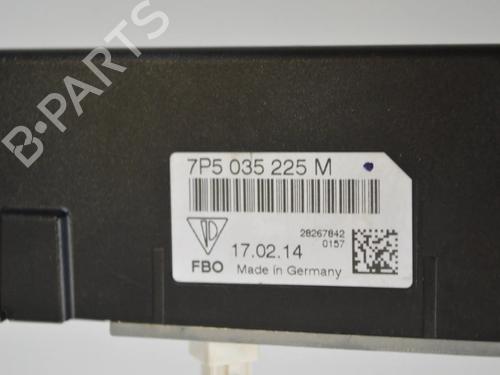 B-PARTS
7P5 035 225 M
28267842
0157
17.02.14
FBO
Made in Germany